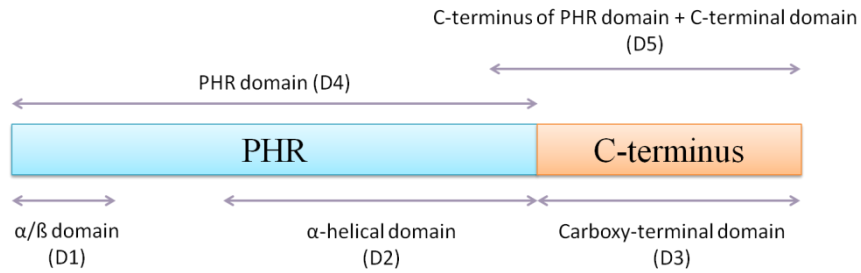 C-terminus of PHR domain + C-terminal domain
(D5)
PHR domain (D4)
PHR
C-terminus
α/ß domain
(D1)
α-helical domain
(D2)
Carboxy-terminal domain
(D3)